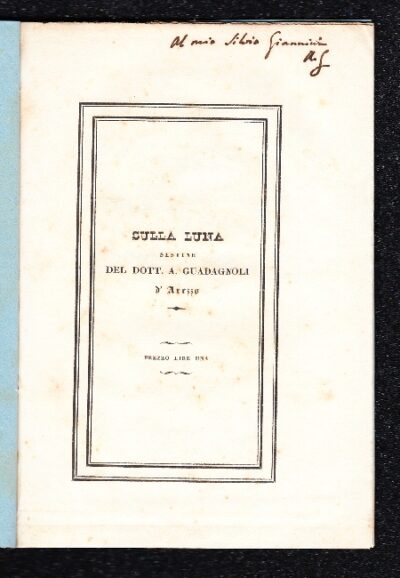 Al mio Silvio Giannini
A. G
SULLA LUNA
SESTINE
DEL DOTT. A. GUADAGNOLI
d' Arezzo
PREZZO LIRE UNA